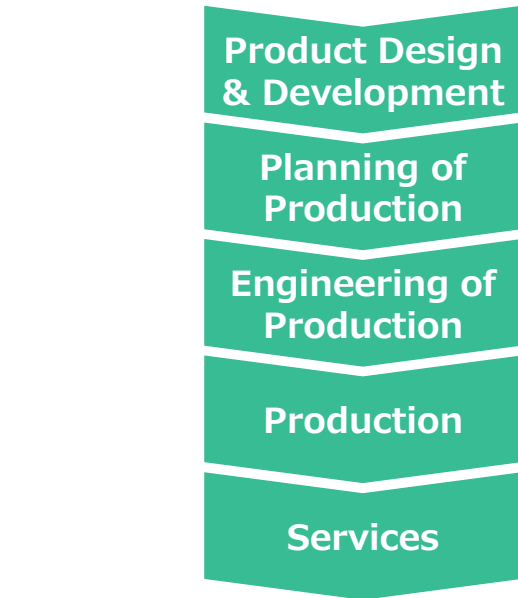 Product Design
& Development
Planning of
Production
Engineering of
Production
Production
Services